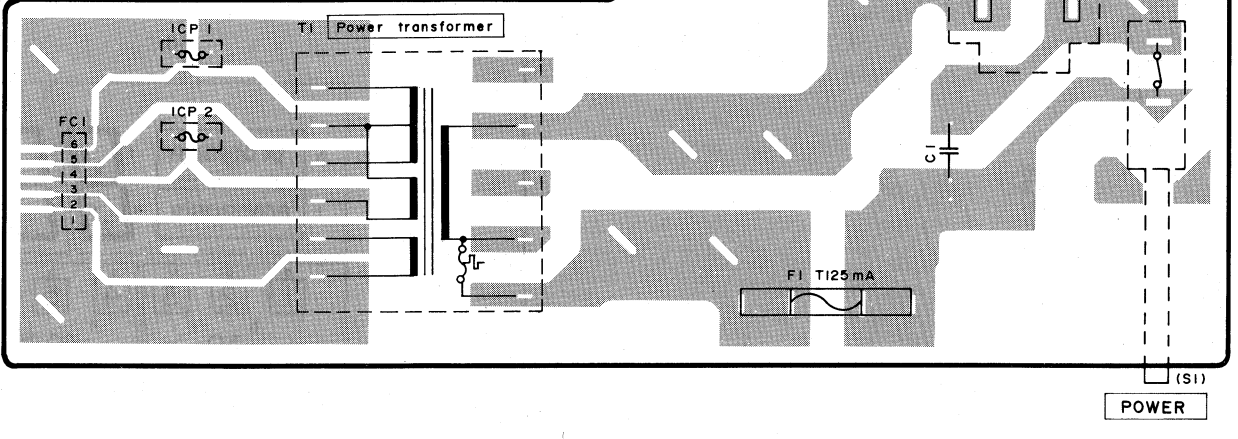 ICP 1
T1 Power transformer
ICP 2
FC1
6
5
4
3
2
1
C1
F1 T125mA
(S1)
POWER